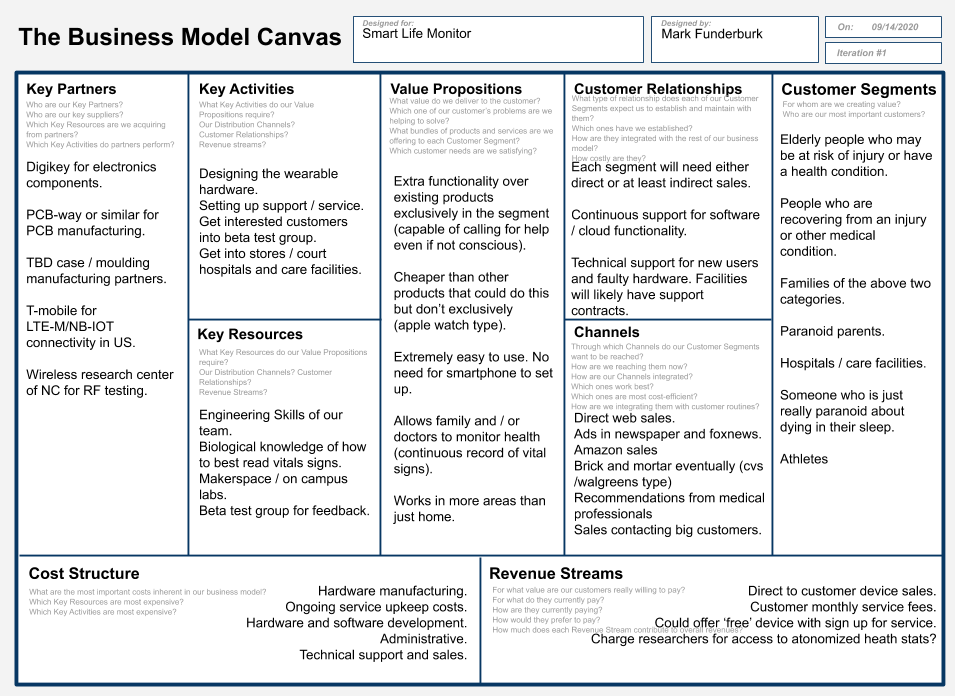 The Business Model Canvas
Designed for:
Smart Life Monitor
Designed by:
Mark Funderburk
On: 09/14/2020
Iteration #1
Key Partners
Who are our Key Partners?
Who are our key suppliers?
Which Key Resources are we acquiring
from partners?
Which Key Activities do partners perform?
Digikey for electronics
components.
PCB-way or similar for
PCB manufacturing.
TBD case / moulding
manufacturing partners.
T-mobile for
LTE-M/NB-IOT
connectivity in US.
Wireless research center
of NC for RF testing.
Key Activities
What Key Activities do our Value
Propositions require?
Our Distribution Channels?
Customer Relationships?
Revenue streams?
Designing the wearable
hardware.
Setting up support / service.
Get interested customers
into beta test group.
Get into stores / court
hospitals and care facilities.
Key Resources
What Key Resources do our Value Propositions
require?
Our Distribution Channels? Customer
Relationships?
Revenue Streams?
Engineering Skills of our
team.
Biological knowledge of how
to best read vitals signs.
Makerspace / on campus
labs.
Beta test group for feedback.
Value Propositions
What value do we deliver to the customer?
Which one of our customer's problems are we
helping to solve?
What bundles of products and services are we
offering to each Customer Segment?
Which customer needs are we satisfying?
Extra functionality over
existing products
exclusively in the segment
(capable of calling for help
even if not conscious).
Cheaper than other
products that could do this
but don't exclusively
(apple watch type).
Extremely easy to use. No
need for smartphone to set
up.
Allows family and / or
doctors to monitor health
(continuous record of vital
signs).
Works in more areas than
just home.
Customer Relationships
What type of relationship does each of our Customer
Segments expect us to establish and maintain with
them?
Which ones have we established?
How are they integrated with the rest of our business
model?
How costly are they?
Each segment will need either
direct or at least indirect sales.
Continuous support for software
/ cloud functionality.
Technical support for new users
and faulty hardware. Facilities
will likely have support
contracts.
Channels
Through which Channels do our Customer Segments
want to be reached?
How are we reaching them now?
How are our Channels integrated?
Which ones work best?
Which ones are most cost-efficient?
How are we integrating them with customer routines?
Direct web sales.
Ads in newspaper and foxnews.
Amazon sales
Brick and mortar eventually (cvs
/walgreens type)
Recommendations from medical
professionals
Sales contacting big customers.
Customer Segments
For whom are we creating value?
Who are our most important customers?
Elderly people who may
be at risk of injury or have
a health condition.
People who are
recovering from an injury
or other medical
condition.
Families of the above two
categories.
Paranoid parents.
Hospitals / care facilities.
Someone who is just
really paranoid about
dying in their sleep.
Athletes
Cost Structure
What are the most important costs inherent in our business model?
Which Key Resources are most expensive?
Which Key Activities are most expensive?
Hardware manufacturing.
Ongoing service upkeep costs.
Hardware and software development.
Administrative.
Technical support and sales.
Revenue Streams
For what value are our customers really willing to pay?
For what do they currently pay?
How are they currently paying?
How would they prefer to pay?
How much does each Revenue Stream contribute to overall revenues?
Direct to customer device sales.
Customer monthly service fees.
Could offer 'free' device with sign up for service.
Charge researchers for access to atonomized heath stats?